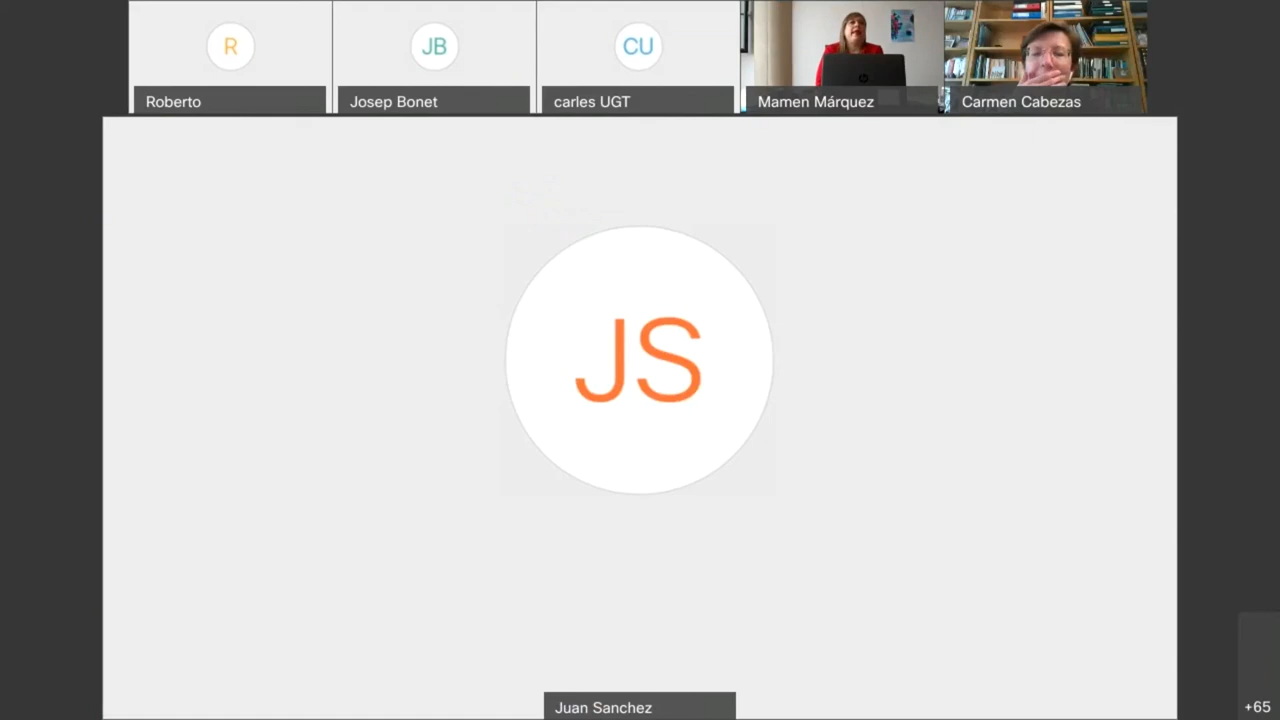 R
JB
CU
Roberto
Josep Bonet
carles UGT
Mamen Márquez
Carmen Cabezas
JS
Juan Sanchez
+65